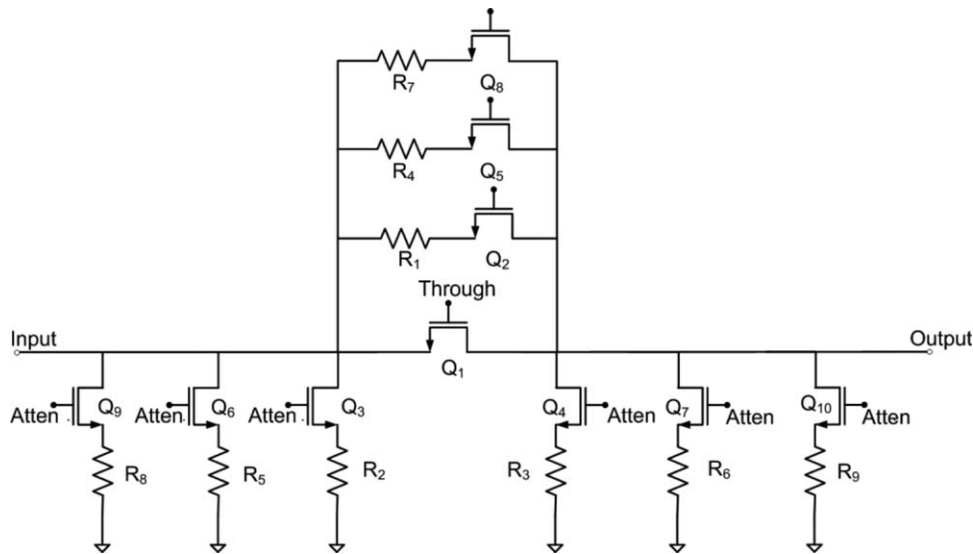 R₇
Q₈
R₄
Q₅
R₁
Q₂
Through
Input
Output
Q₁
Atten
Q₉
Atten
Q₆
Atten
Q₃
Q₄
Atten
Q₇
Atten
Q₁₀
Atten
R₈
R₅
R₂
R₃
R₆
R₉